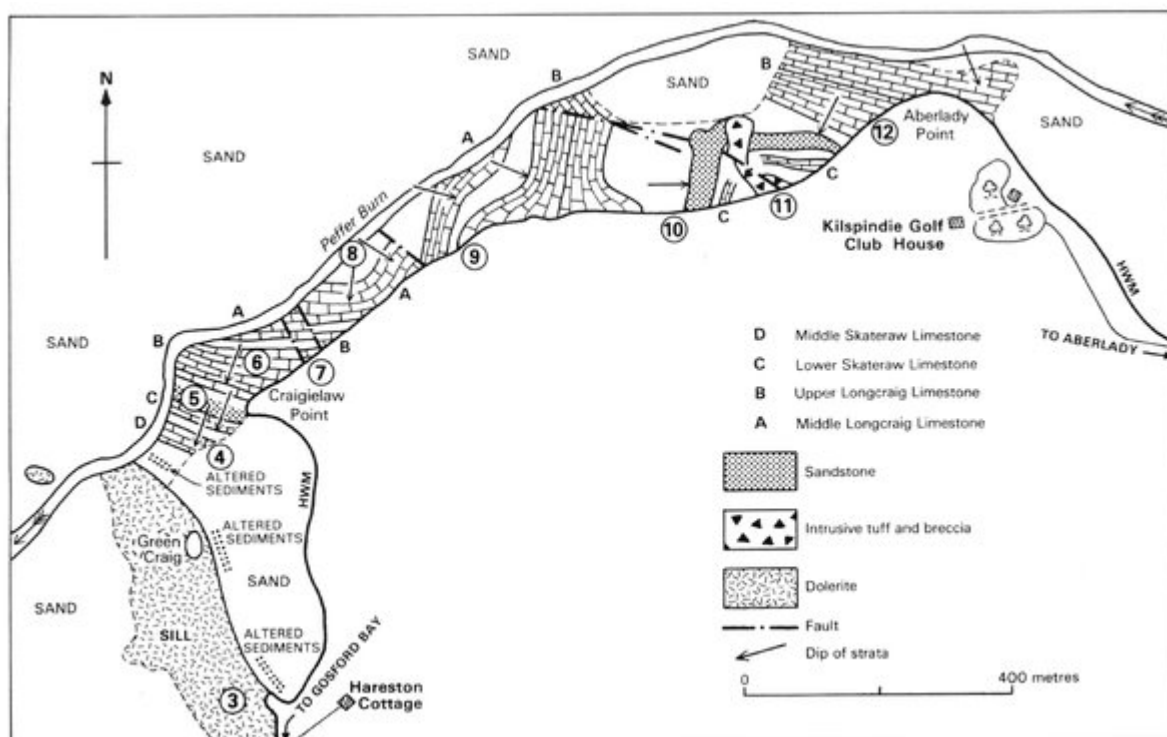 N
SAND
SAND
B
SAND
B
SAND
A
Peffer Burn
8
9
10
C
11
C
12
Aberlady
Point
SAND
Kilspindie Golf
Club House
HWM
TO ABERLADY
SAND
A
B
6
A
B
7
C
5
D
4
Craigielaw
Point
ALTERED
SEDIMENTS
HWM
Green
Craig
ALTERED
SEDIMENTS
SAND
SAND
SILL
ALTERED
SEDIMENTS
3
TO GOSFORD BAY
Hareston
Cottage
D Middle Skateraw Limestone
C Lower Skateraw Limestone
B Upper Longcraig Limestone
A Middle Longcraig Limestone
Sandstone
Intrusive tuff and breccia
Dolerite
Fault
Dip of strata
0 400 metres